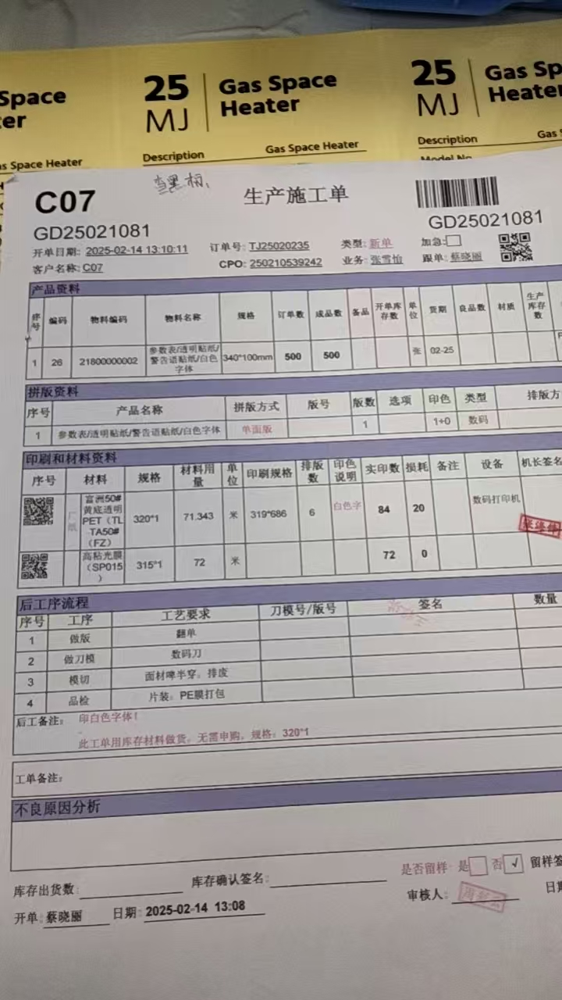 Space
er
25
MJ
Gas Space
Heater
25
MJ
Gas Sp
Heater
as Space Heater
Description
Gas Space Heater
Description
Gas
Model No
C07
生产施工单
GD25021081
GD25021081
开单日期: 2025-02-14 13:10:11 订单号: TJ25020235 类型: 新单 加急:
客户名称: C07 CPO: 250210539242 业务: 张雪怡 跟单: 蔡晓丽
产品资料
序号 编码 物料编码 物料名称 规格 订单数 成品数 备品 开单库存数 单位 货期 良品数 材质 生产库存数
1 26 21800000002 参数表/透明贴纸/警告语贴纸/白色字体 340*100mm 500 500 张 02-25
拼版资料
序号 产品名称 拼版方式 版号 版数 选项 印色 类型 排版方
1 参数表/透明贴纸/警告语贴纸/白色字体 单面版 1 1+0 数码
印刷和材料资料
序号 材料 规格 材料用量 单位 印刷规格 排版数 印色说明 实印数 损耗 备注 设备 机长签名
厂纸 富洲50#黄底透明PET（TL-TA50#（FZ） 320*1 71.343 米 319*686 6 白色字 84 20 数码打印机
高粘光膜（SP015） 315*1 72 米 72 0
后工序流程
序号 工序 工艺要求 刀模号/版号 签名 数量
1 做版 翻单
2 做刀模 数码刀
3 模切 面材啤半穿，排废
4 品检 片装，PE膜打包
后工备注: 印白色字体！
此工单用库存材料做货，无需申购，规格：320*1
工单备注:
不良原因分析
是否留样: 是 否 √ 留样签
库存出货数: 库存确认签名:
审核人: 日期
开单: 蔡晓丽 日期: 2025-02-14 13:08